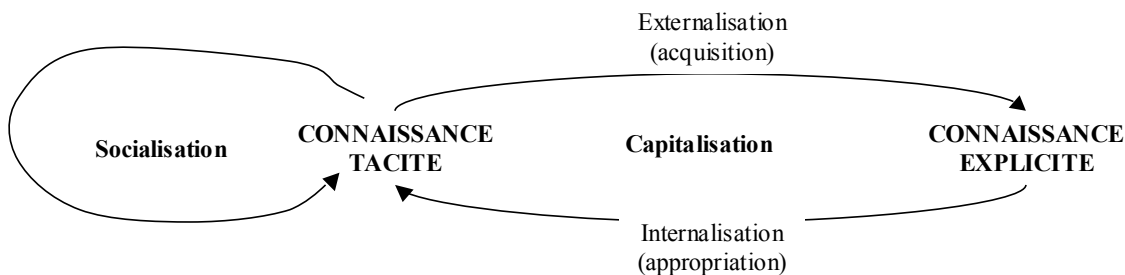 Externalisation
(acquisition)
Socialisation
CONNAISSANCE
TACITE
Capitalisation
CONNAISSANCE
EXPLICITE
Internalisation
(appropriation)